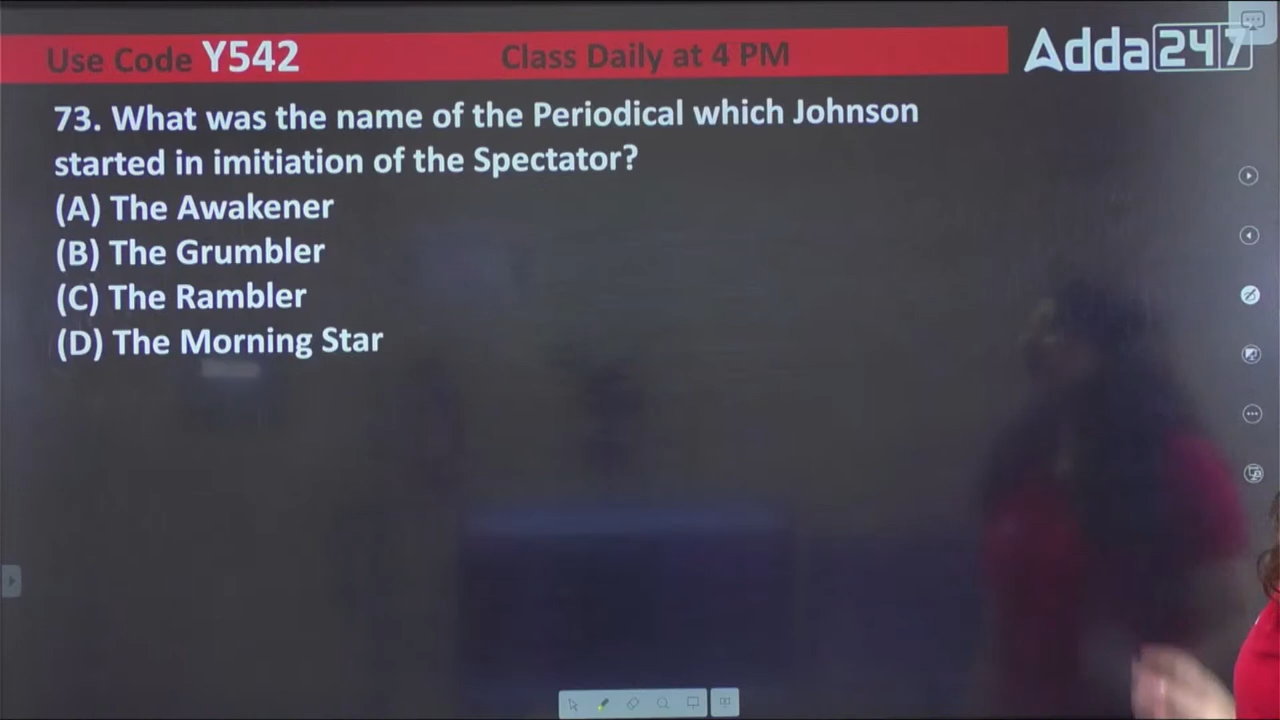 Use Code Y542 Class Daily at 4 PM
Adda247
73. What was the name of the Periodical which Johnson
started in imitiation of the Spectator?
(A) The Awakener
(B) The Grumbler
(C) The Rambler
(D) The Morning Star